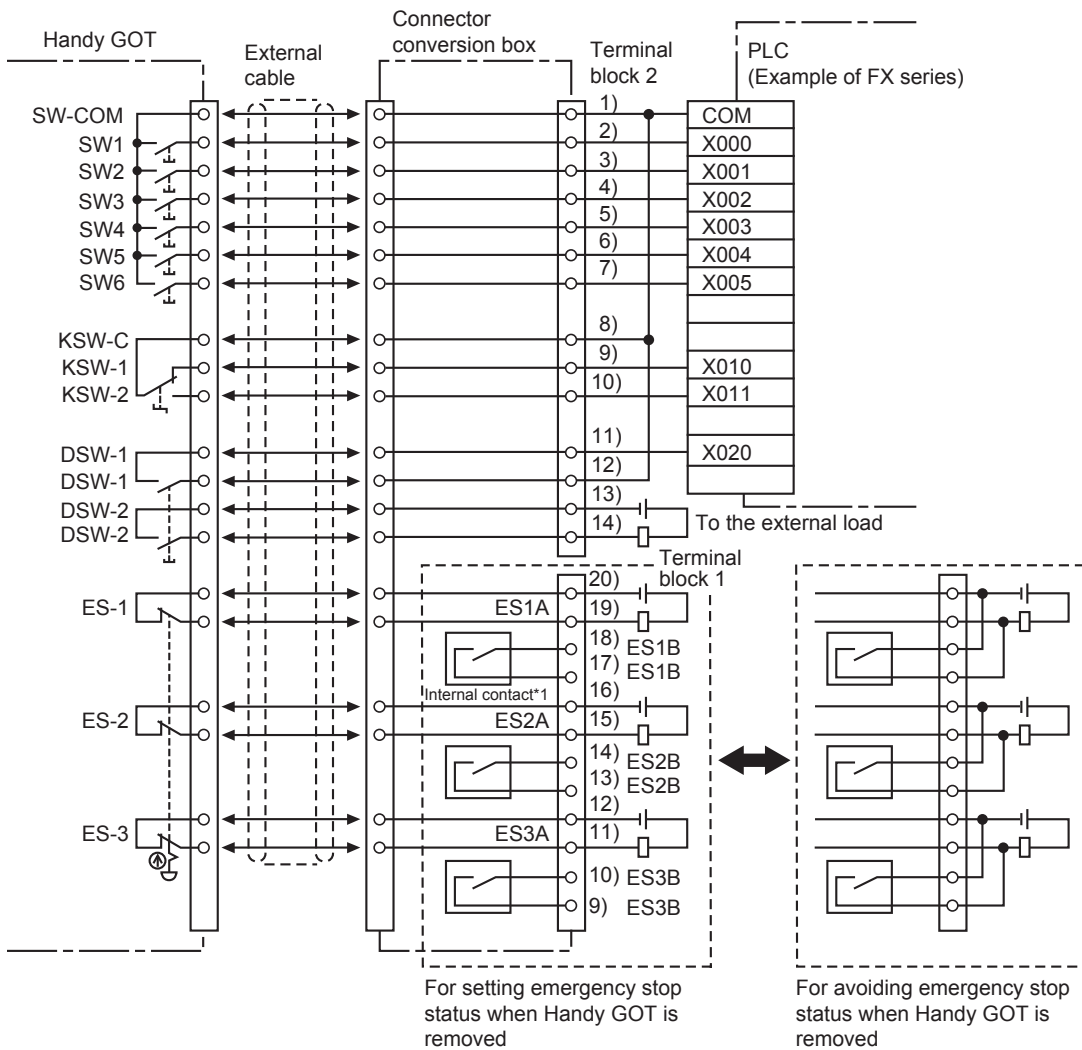 Handy GOT
External
cable
Connector
conversion box
Terminal
block 2
PLC
(Example of FX series)
SW-COM
1)
COM
SW1
2)
X000
SW2
3)
X001
SW3
4)
X002
SW4
5)
X003
SW5
6)
X004
SW6
7)
X005
KSW-C
8)
KSW-1
9)
X010
KSW-2
10)
X011
DSW-1
11)
X020
DSW-1
12)
DSW-2
13)
DSW-2
14)
To the external load
Terminal
block 1
ES-1
20)
ES1A
19)
18) ES1B
17) ES1B
Internal contact*1
16)
ES-2
ES2A
15)
14) ES2B
13) ES2B
12)
ES-3
ES3A
11)
10) ES3B
9) ES3B
For setting emergency stop
status when Handy GOT is
removed
For avoiding emergency stop
status when Handy GOT is
removed